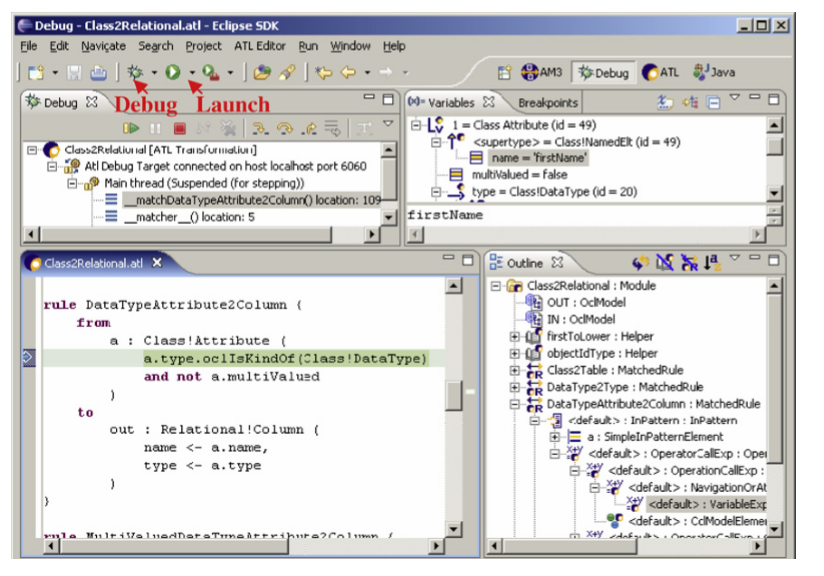 Debug - Class2Relational.atl - Eclipse SDK
File Edit Navigate Search Project ATL Editor Run Window Help
AM3 Debug ATL Java
Debug Launch
Debug
Class2Relational [ATL Transformation]
Atl Debug Target connected on host localhost port 6060
Main thread (Suspended (for stepping))
__matchDataTypeAttribute2Column() location: 109
__matcher__() location: 5
Variables Breakpoints
1 = Class Attribute (id = 49)
<supertype> = Class!NamedElt (id = 49)
name = 'firstName'
multiValued = false
type = Class!DataType (id = 20)
firstName
Class2Relational.atl
rule DataTypeAttribute2Column {
from
a : Class!Attribute (
a.type.oclIsKindOf(Class!DataType)
and not a.multiValued
)
to
out : Relational!Column (
name <- a.name,
type <- a.type
)
}
rule MultiValuedDataTypeAttribute2Column {
Outline
Class2Relational : Module
OUT : OclModel
IN : OclModel
firstToLower : Helper
objectIdType : Helper
Class2Table : MatchedRule
DataType2Type : MatchedRule
DataTypeAttribute2Column : MatchedRule
<default> : InPattern : InPattern
a : SimpleInPatternElement
<default> : OperatorCallExp : Oper
<default> : OperationCallExp :
<default> : NavigationOrAt
<default> : VariableExp
<default> : OclModelElemer
<default> : OperatorCallExp : O